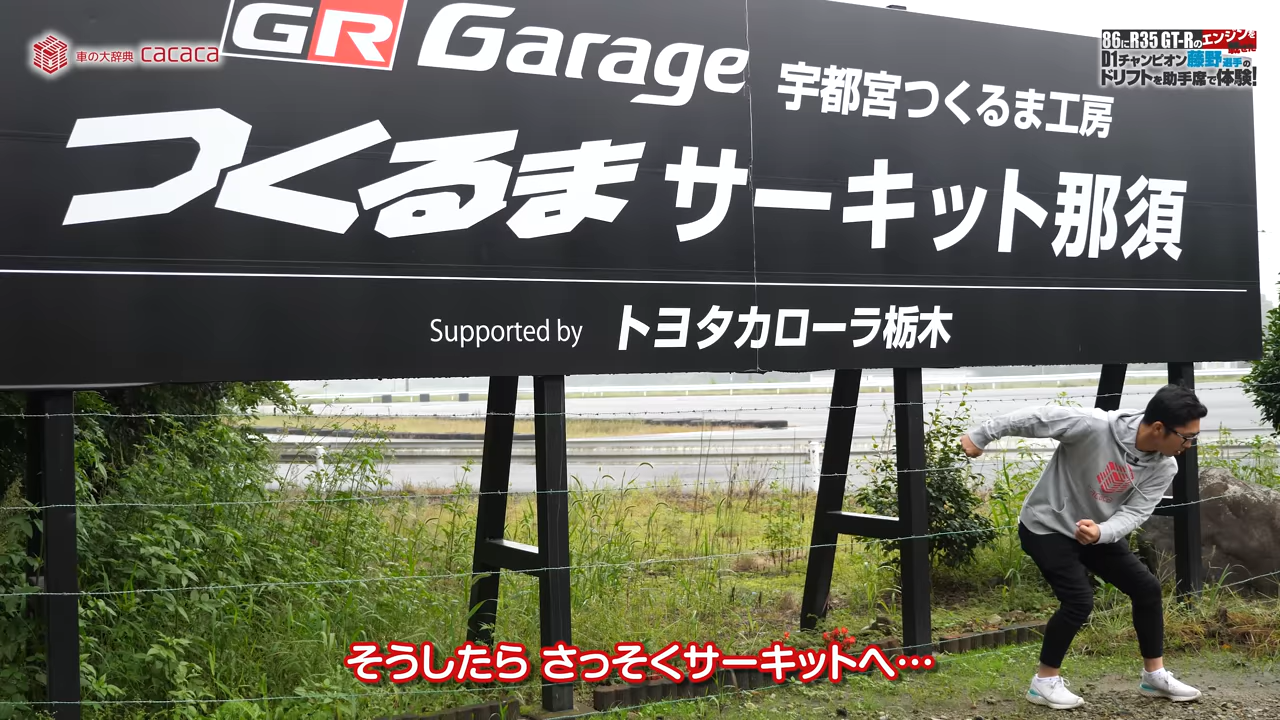 車の大辞典 cacaca
86にR35 GT-Rのエンジンを
載せた
D1チャンピオン藤野選手の
ドリフトを助手席で体験!
GR Garage
宇都宮つくるま工房
つくるまサーキット那須
Supported by トヨタカローラ栃木
そうしたら さっそくサーキットへ…